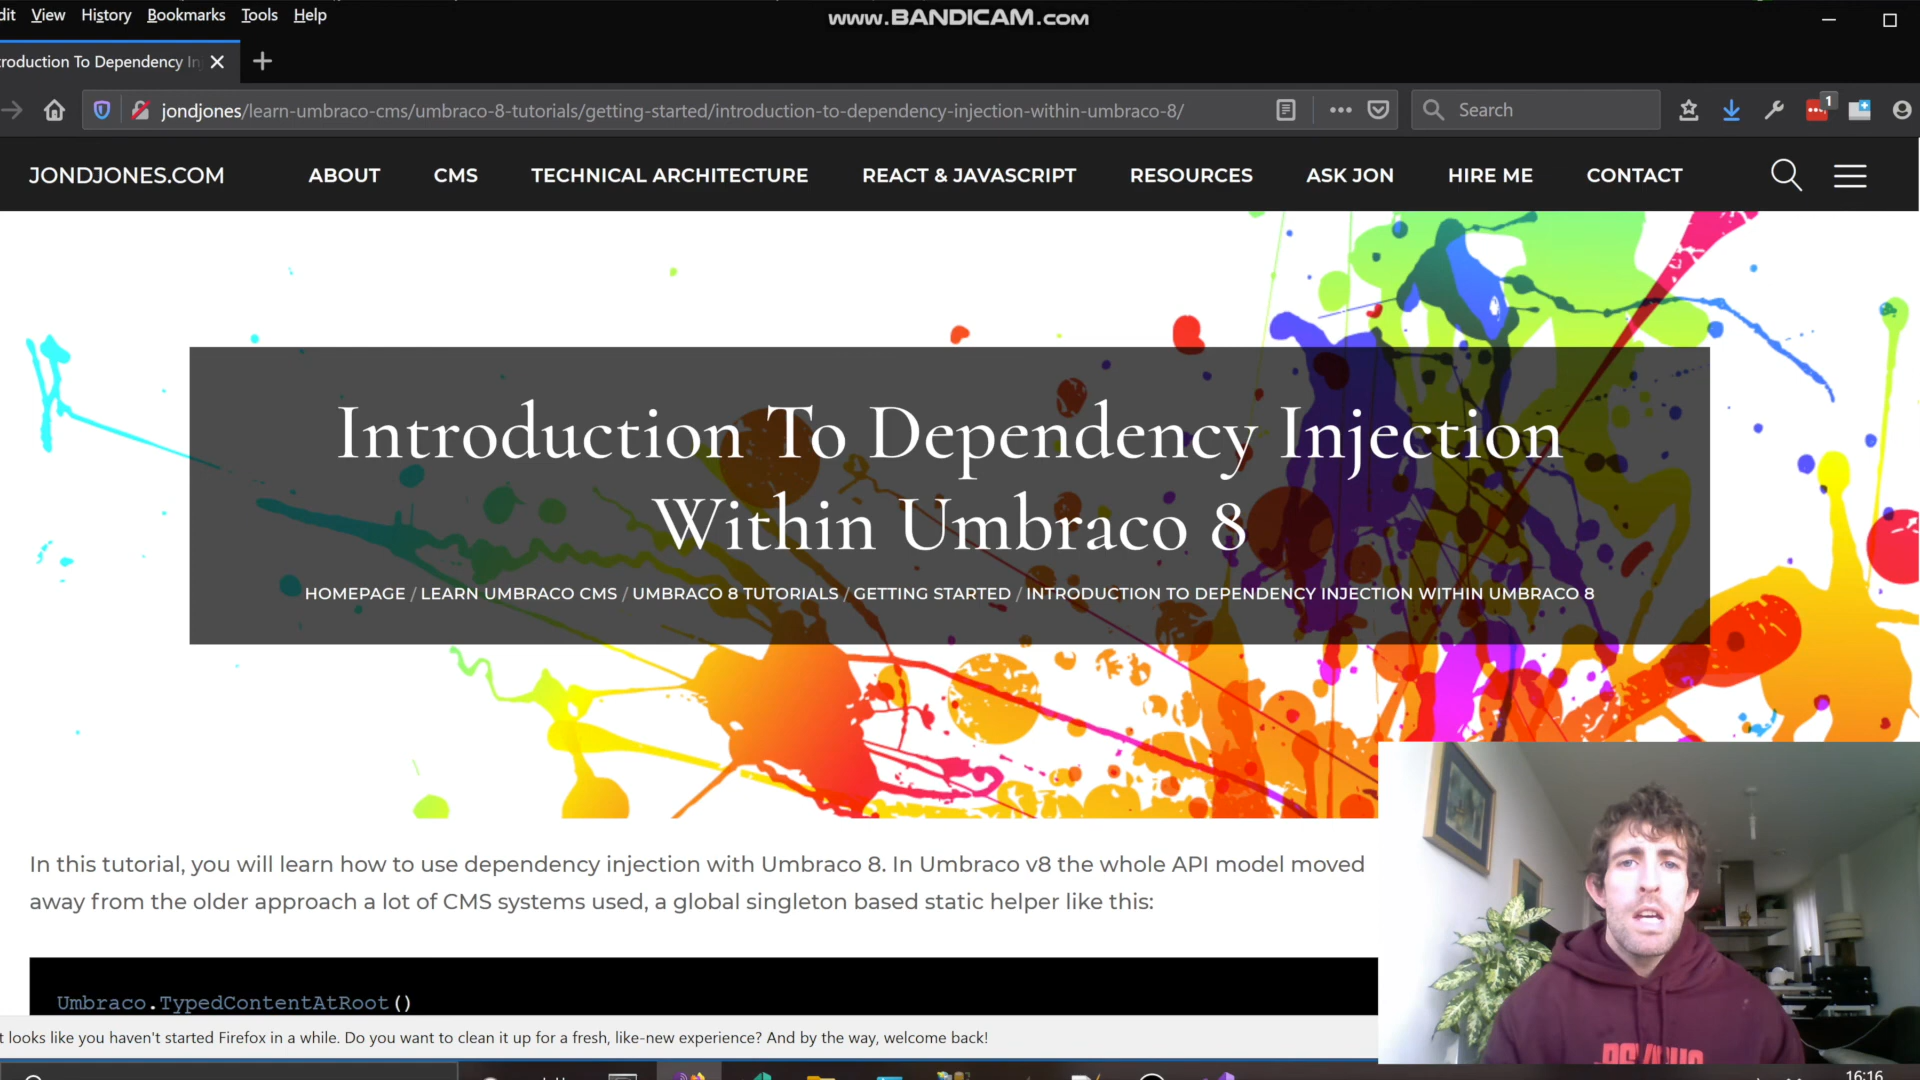 dit View History Bookmarks Tools Help
www.BANDICAM.com
troduction To Dependency In
jondjones/learn-umbraco-cms/umbraco-8-tutorials/getting-started/introduction-to-dependency-injection-within-umbraco-8/
Search
1
JONDJONES.COM ABOUT CMS TECHNICAL ARCHITECTURE REACT & JAVASCRIPT RESOURCES ASK JON HIRE ME CONTACT
Introduction To Dependency Injection
Within Umbraco 8
HOMEPAGE / LEARN UMBRACO CMS / UMBRACO 8 TUTORIALS / GETTING STARTED / INTRODUCTION TO DEPENDENCY INJECTION WITHIN UMBRACO 8
In this tutorial, you will learn how to use dependency injection with Umbraco 8. In Umbraco v8 the whole API model moved
away from the older approach a lot of CMS systems used, a global singleton based static helper like this:
Umbraco.TypedContentAtRoot()
t looks like you haven't started Firefox in a while. Do you want to clean it up for a fresh, like-new experience? And by the way, welcome back!
16:16